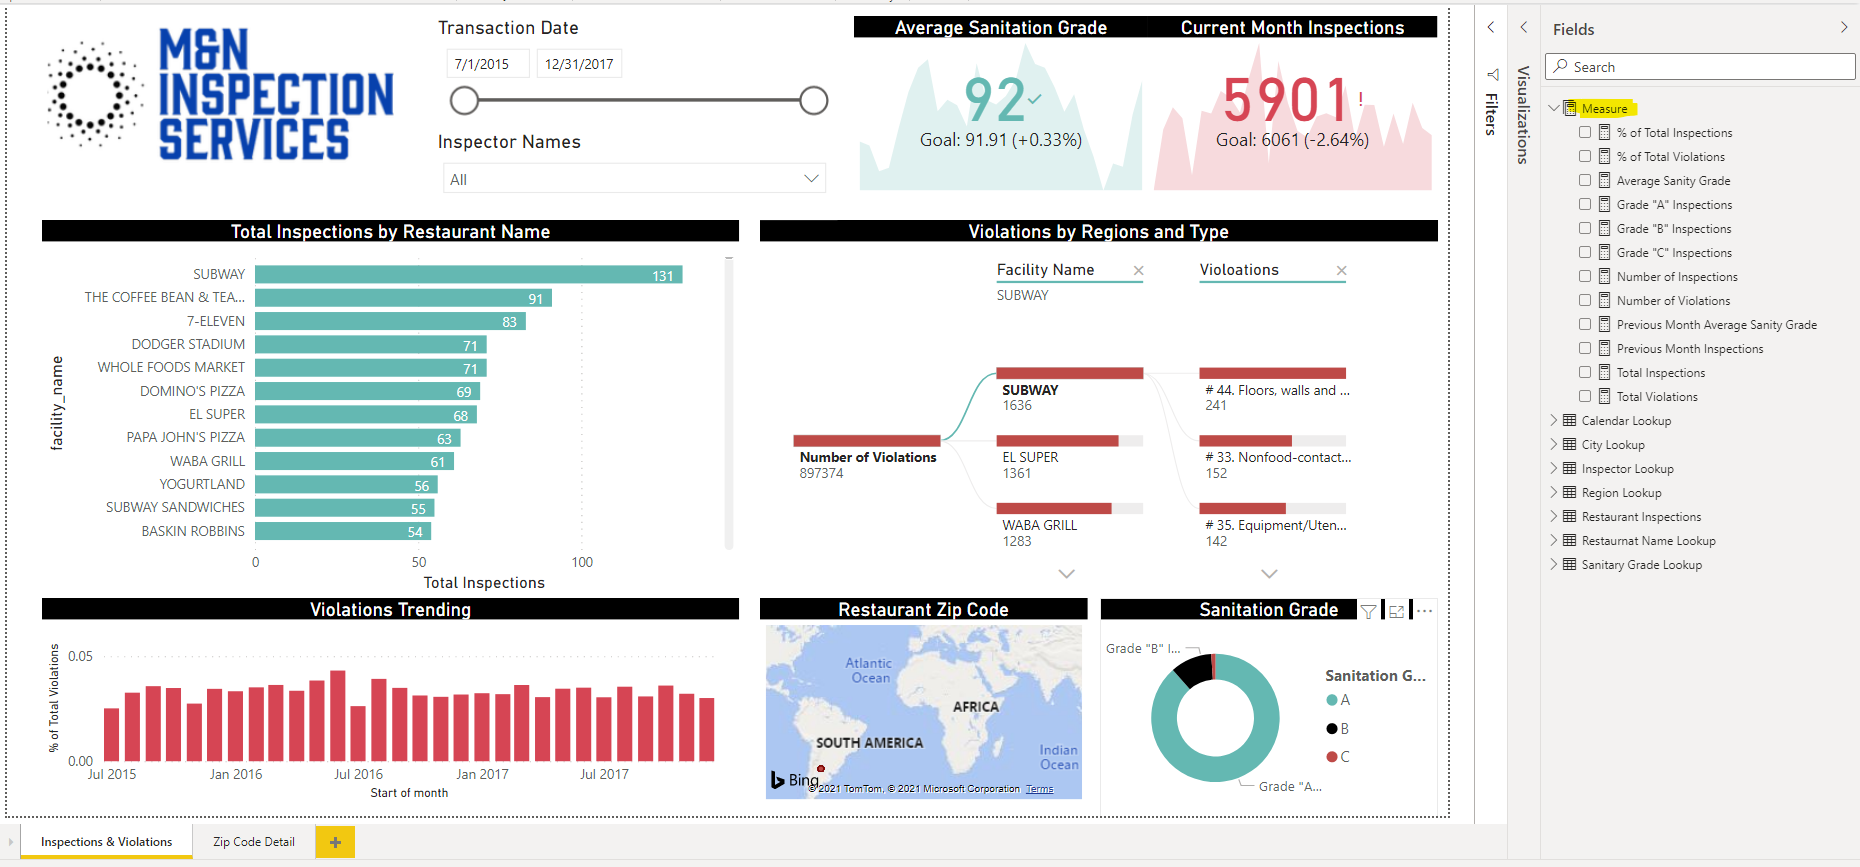 M&N
INSPECTION
SERVICES
Transaction Date
7/1/2015
12/31/2017
Inspector Names
All
Average Sanitation Grade
92
Goal: 91.91 (+0.33%)
Current Month Inspections
5901!
Goal: 6061 (-2.64%)
Total Inspections by Restaurant Name
facility_name
SUBWAY 131
THE COFFEE BEAN & TEA... 91
7-ELEVEN 83
DODGER STADIUM 71
WHOLE FOODS MARKET 71
DOMINO'S PIZZA 69
EL SUPER 68
PAPA JOHN'S PIZZA 63
WABA GRILL 61
YOGURTLAND 56
SUBWAY SANDWICHES 55
BASKIN ROBBINS 54
0 50 100
Total Inspections
Violations by Regions and Type
Facility Name
SUBWAY
Violoations
Number of Violations
897374
SUBWAY
1636
EL SUPER
1361
WABA GRILL
1283
# 44. Floors, walls and ...
241
# 33. Nonfood-contact...
152
# 35. Equipment/Uten...
142
Violations Trending
% of Total Violations
0.05
0.00
Jul 2015 Jan 2016 Jul 2016 Jan 2017 Jul 2017
Start of month
Restaurant Zip Code
Atlantic
Ocean
AFRICA
SOUTH AMERICA
Indian
Ocean
Bing
© 2021 TomTom, © 2021 Microsoft Corporation Terms
Sanitation Grade
Grade "B" I...
Grade "A...
Sanitation G...
A
B
C
Inspections & Violations
Zip Code Detail
+
Filters
Visualizations
Fields
Search
Measure
% of Total Inspections
% of Total Violations
Average Sanity Grade
Grade "A" Inspections
Grade "B" Inspections
Grade "C" Inspections
Number of Inspections
Number of Violations
Previous Month Average Sanity Grade
Previous Month Inspections
Total Inspections
Total Violations
Calendar Lookup
City Lookup
Inspector Lookup
Region Lookup
Restaurant Inspections
Restaurnat Name Lookup
Sanitary Grade Lookup